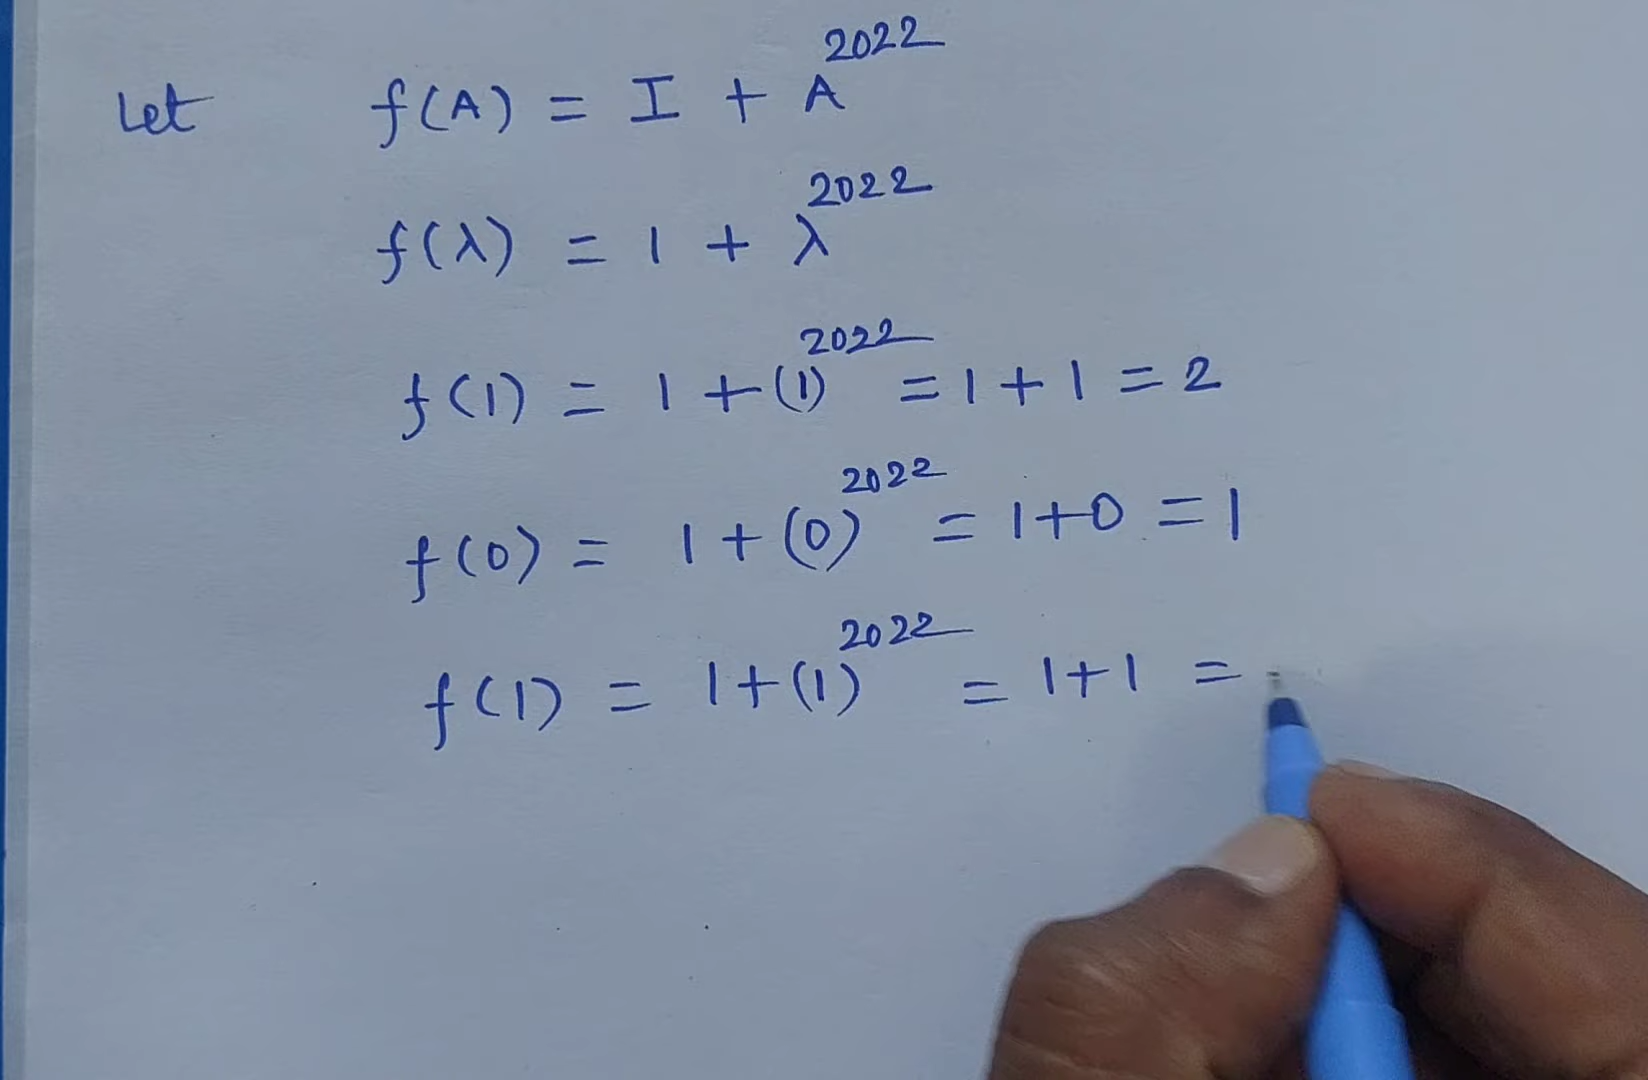 Let f(A) = I + A^2022
f(λ) = 1 + λ^2022
f(1) = 1 + (1)^2022 = 1 + 1 = 2
f(0) = 1 + (0)^2022 = 1+0 = 1
f(1) = 1+(1)^2022 = 1+1 =